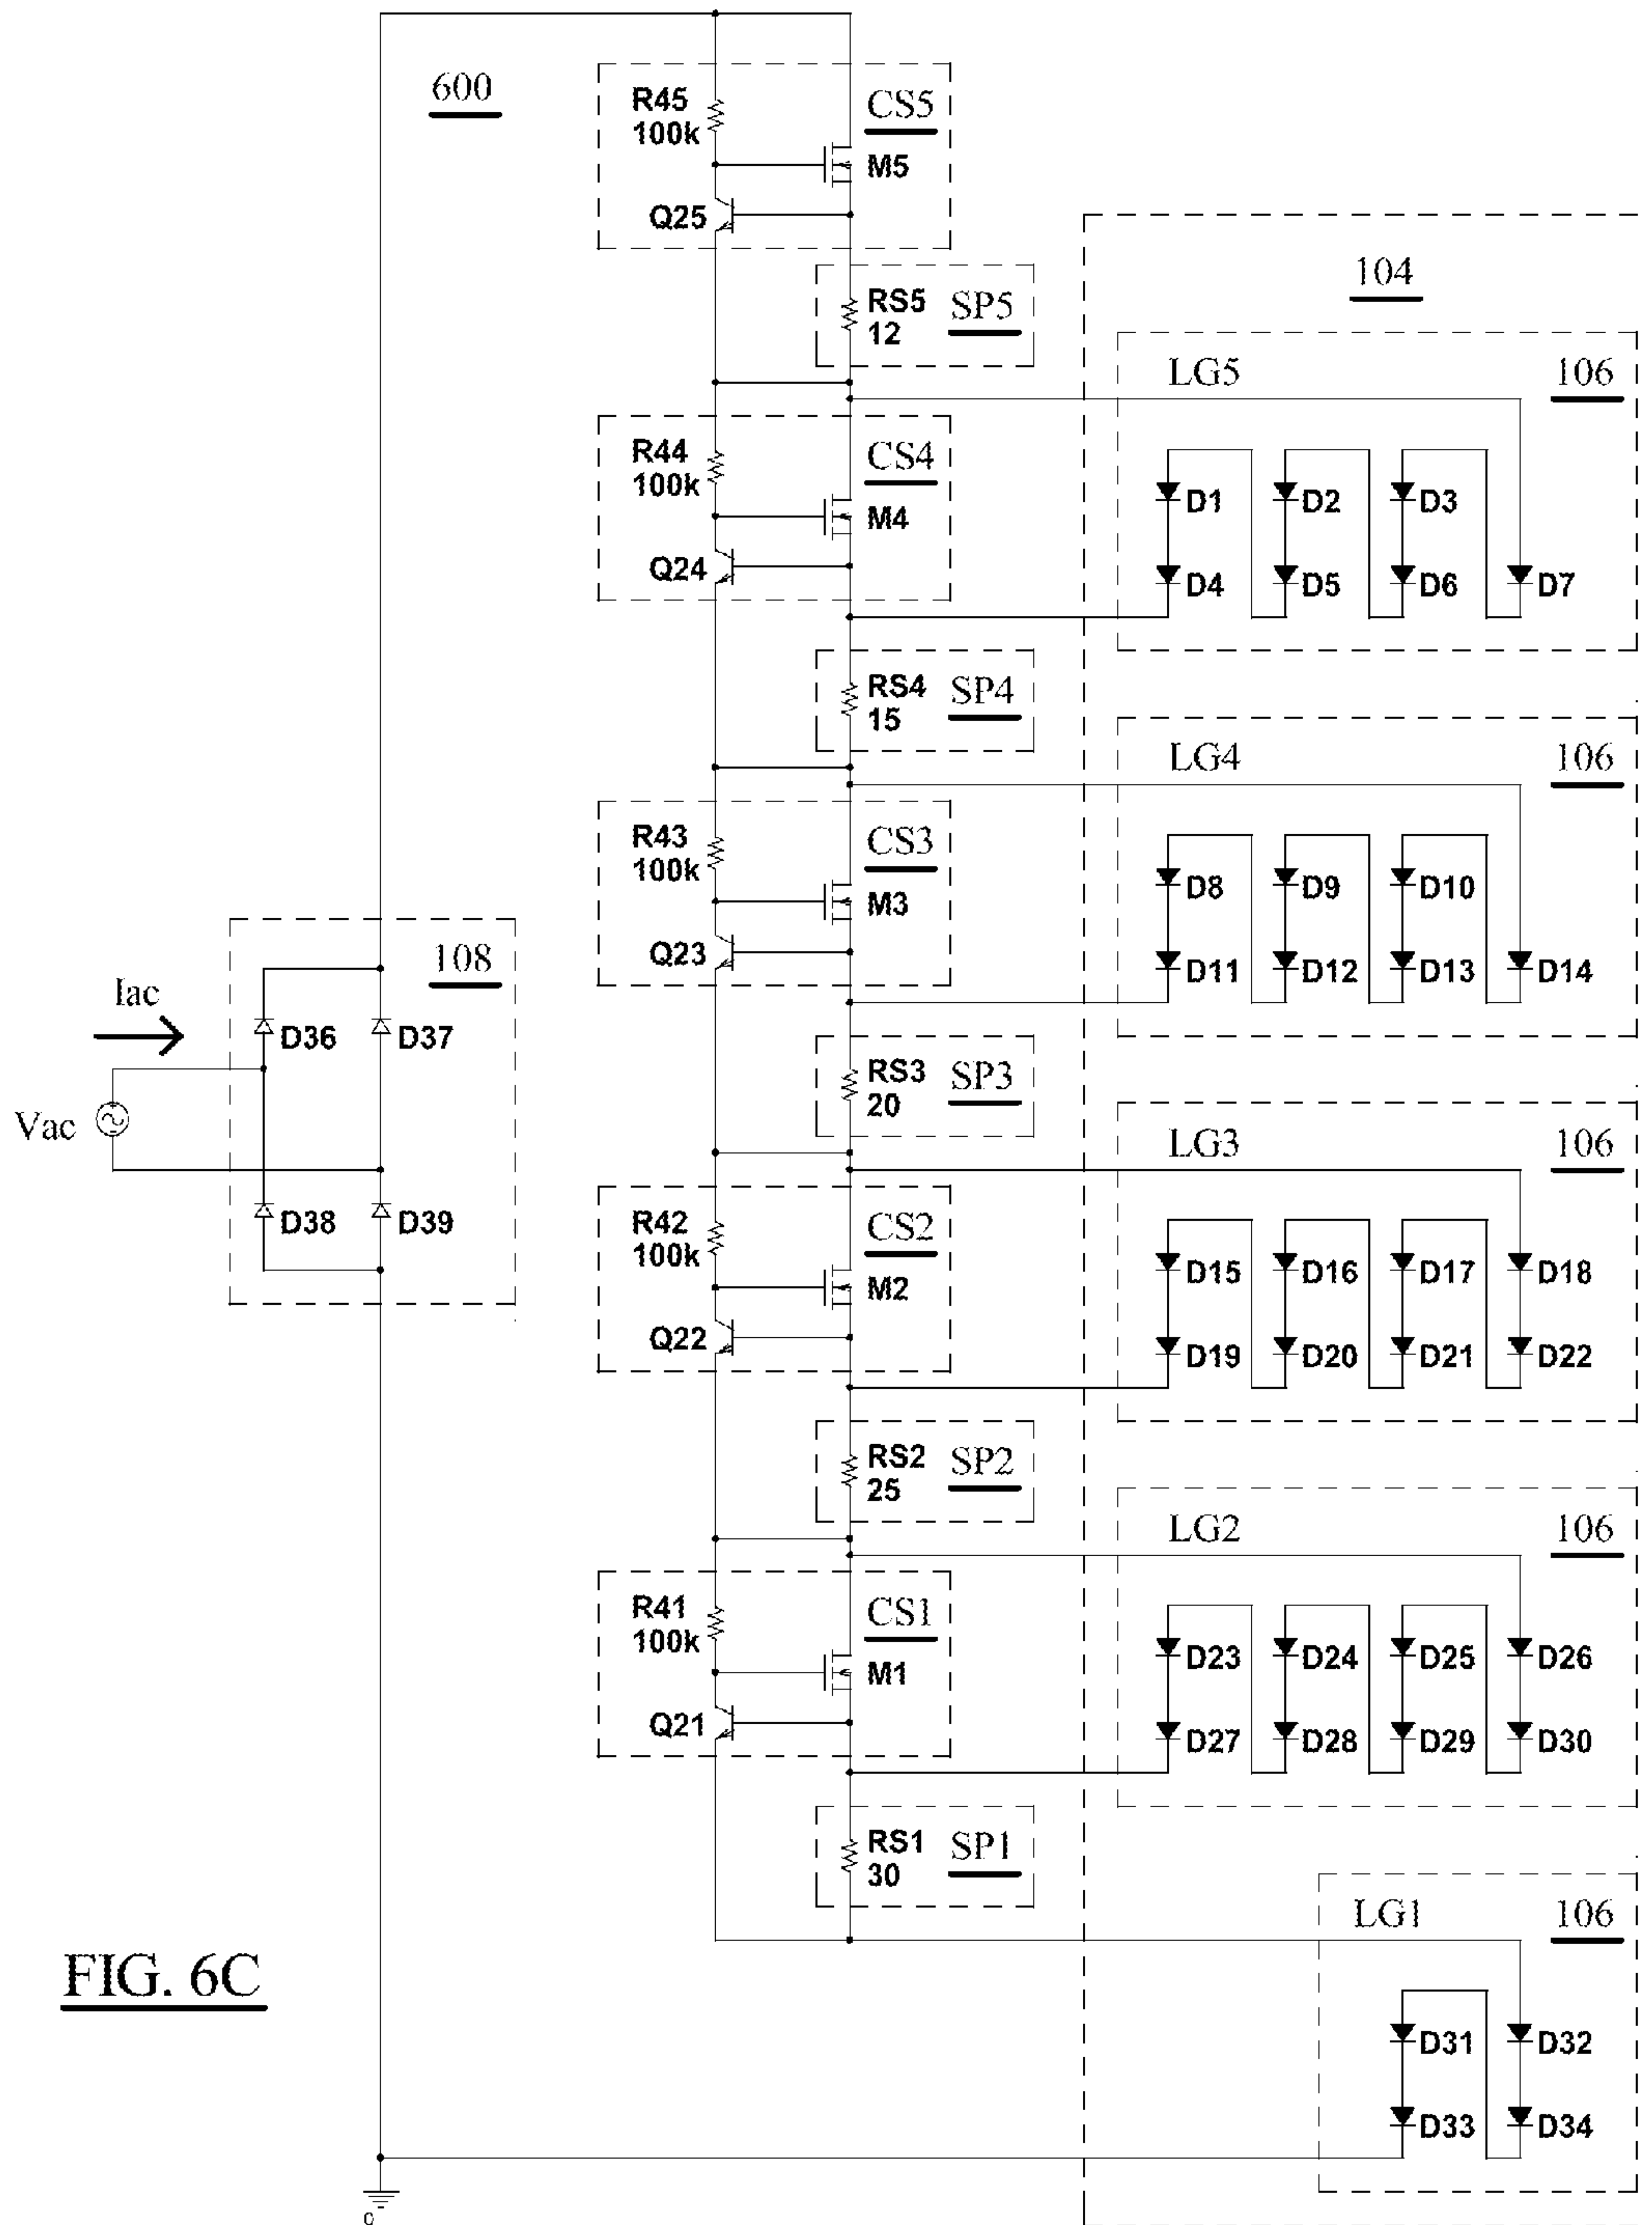 600
R45
100k
CS5
M5
Q25
RS5
12
SP5
104
LG5
106
R44
100k
CS4
M4
Q24
D1
D2
D3
D4
D5
D6
D7
RS4
15
SP4
LG4
106
R43
100k
CS3
M3
Q23
D8
D9
D10
D11
D12
D13
D14
108
Iac
D36
D37
Vac
D38
D39
RS3
20
SP3
LG3
106
R42
100k
CS2
M2
Q22
D15
D16
D17
D18
D19
D20
D21
D22
RS2
25
SP2
LG2
106
R41
100k
CS1
M1
Q21
D23
D24
D25
D26
D27
D28
D29
D30
RS1
30
SP1
LG1
106
D31
D32
D33
D34
FIG. 6C
0